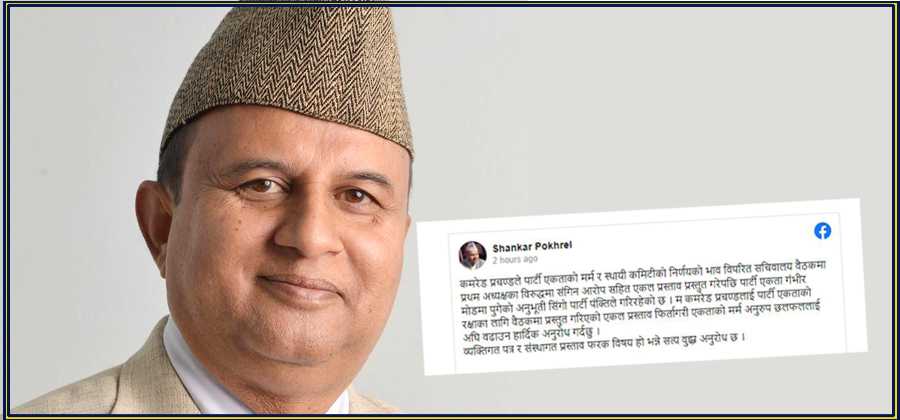 Shankar Pokhrel
2 hours ago
कमरेड प्रचण्डले पार्टी एकताको मर्म र स्थायी कमिटीको निर्णयको भाव विपरित सचिवालय वैठकमा
प्रथम अध्यक्षका विरुद्धमा संगिन आरोप सहित एकल प्रस्ताव प्रस्तुत गरेपछि पार्टी एकता गंभीर
मोडमा पुगेको अनुभूती सिंगो पार्टी पंक्तिले गरिरहेको छ । म कमरेड प्रचण्डलाई पार्टी एकताको
रक्षाका लागि वैठकमा प्रस्तुत गरिएको एकल प्रस्ताव फिर्तागरी एकताको मर्म अनुरुप छलफललाई
अघि वढाउन हार्दिक अनुरोध गर्दछु ।
व्यक्तिगत पत्र र संस्थागत प्रस्ताव फरक विषय हो भन्ने सत्य वुझ्न अनुरोध छ ।